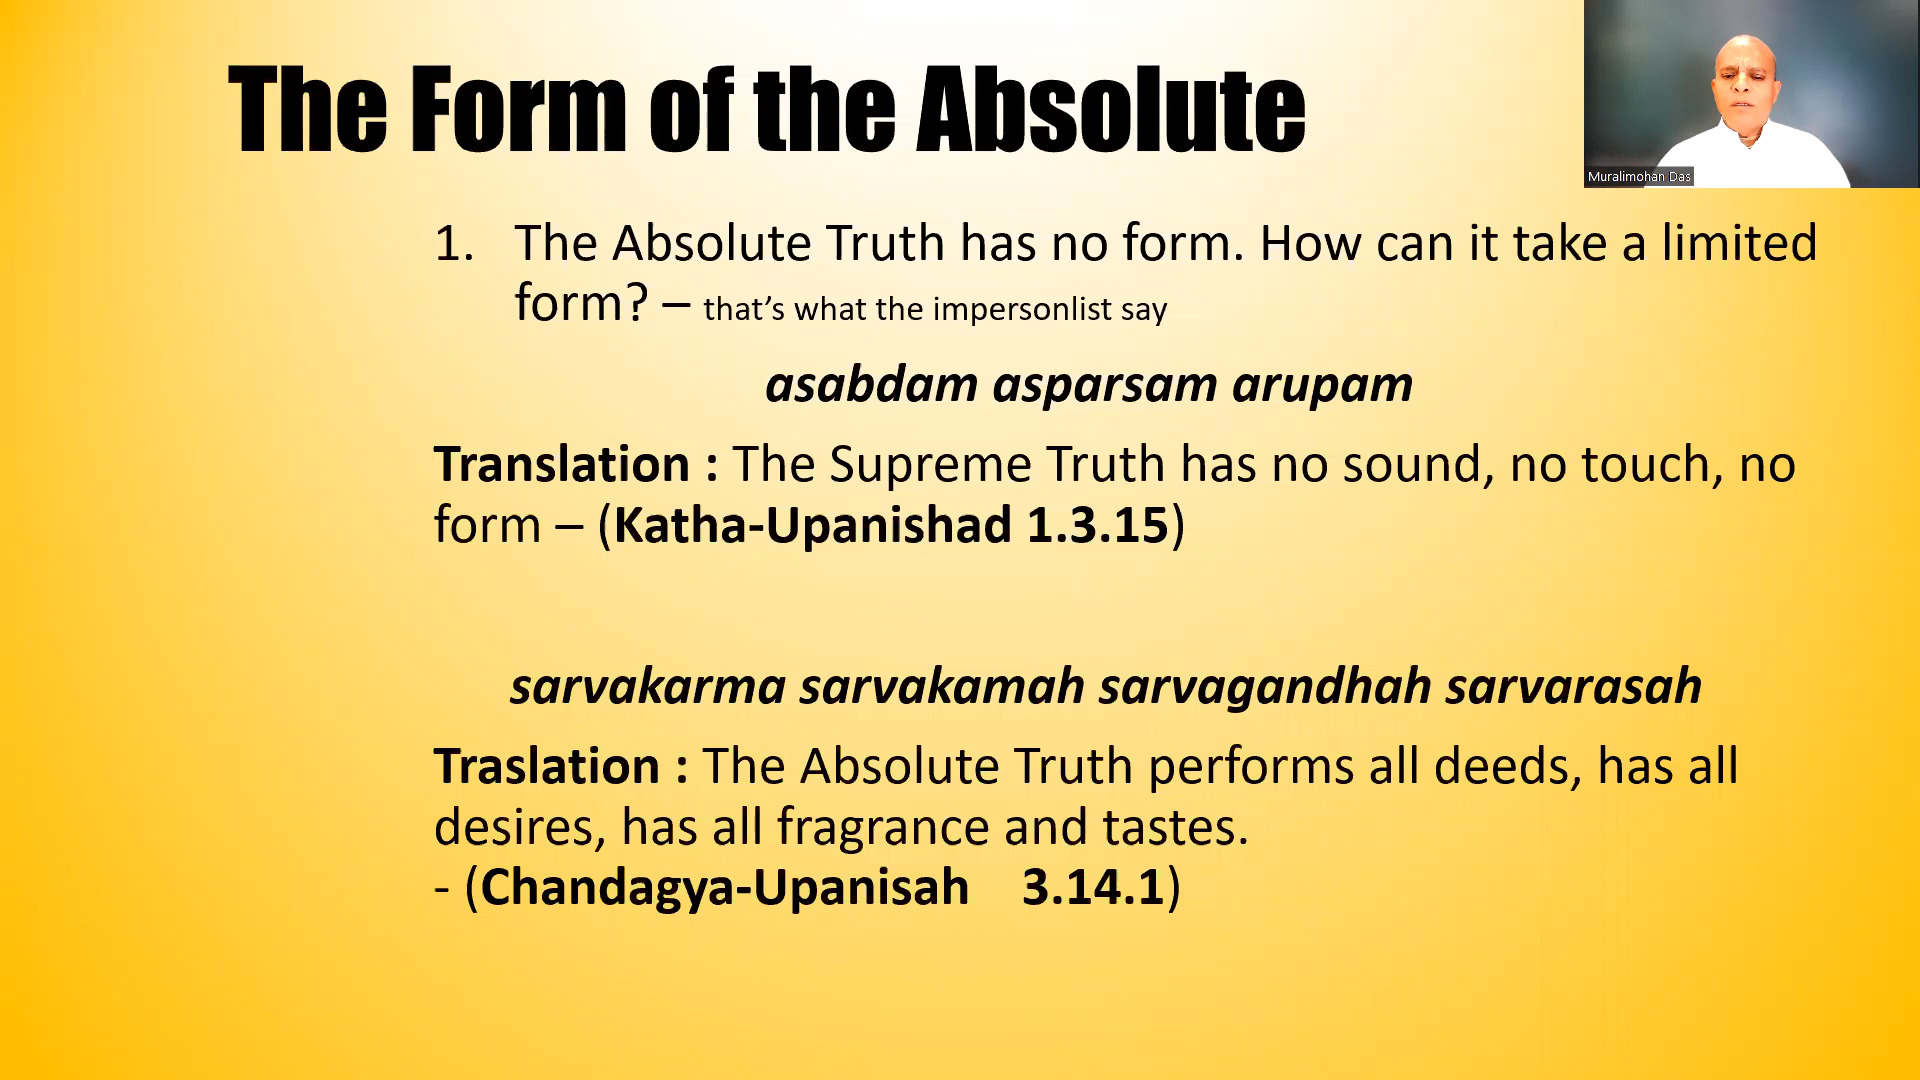 The Form of the Absolute
Muralimohan Das
1. The Absolute Truth has no form. How can it take a limited
form? – that's what the impersonlist say
asabdam asparsam arupam
Translation : The Supreme Truth has no sound, no touch, no
form – (Katha-Upanishad 1.3.15)
sarvakarma sarvakamah sarvagandhah sarvarasah
Traslation : The Absolute Truth performs all deeds, has all
desires, has all fragrance and tastes.
- (Chandagya-Upanisah 3.14.1)